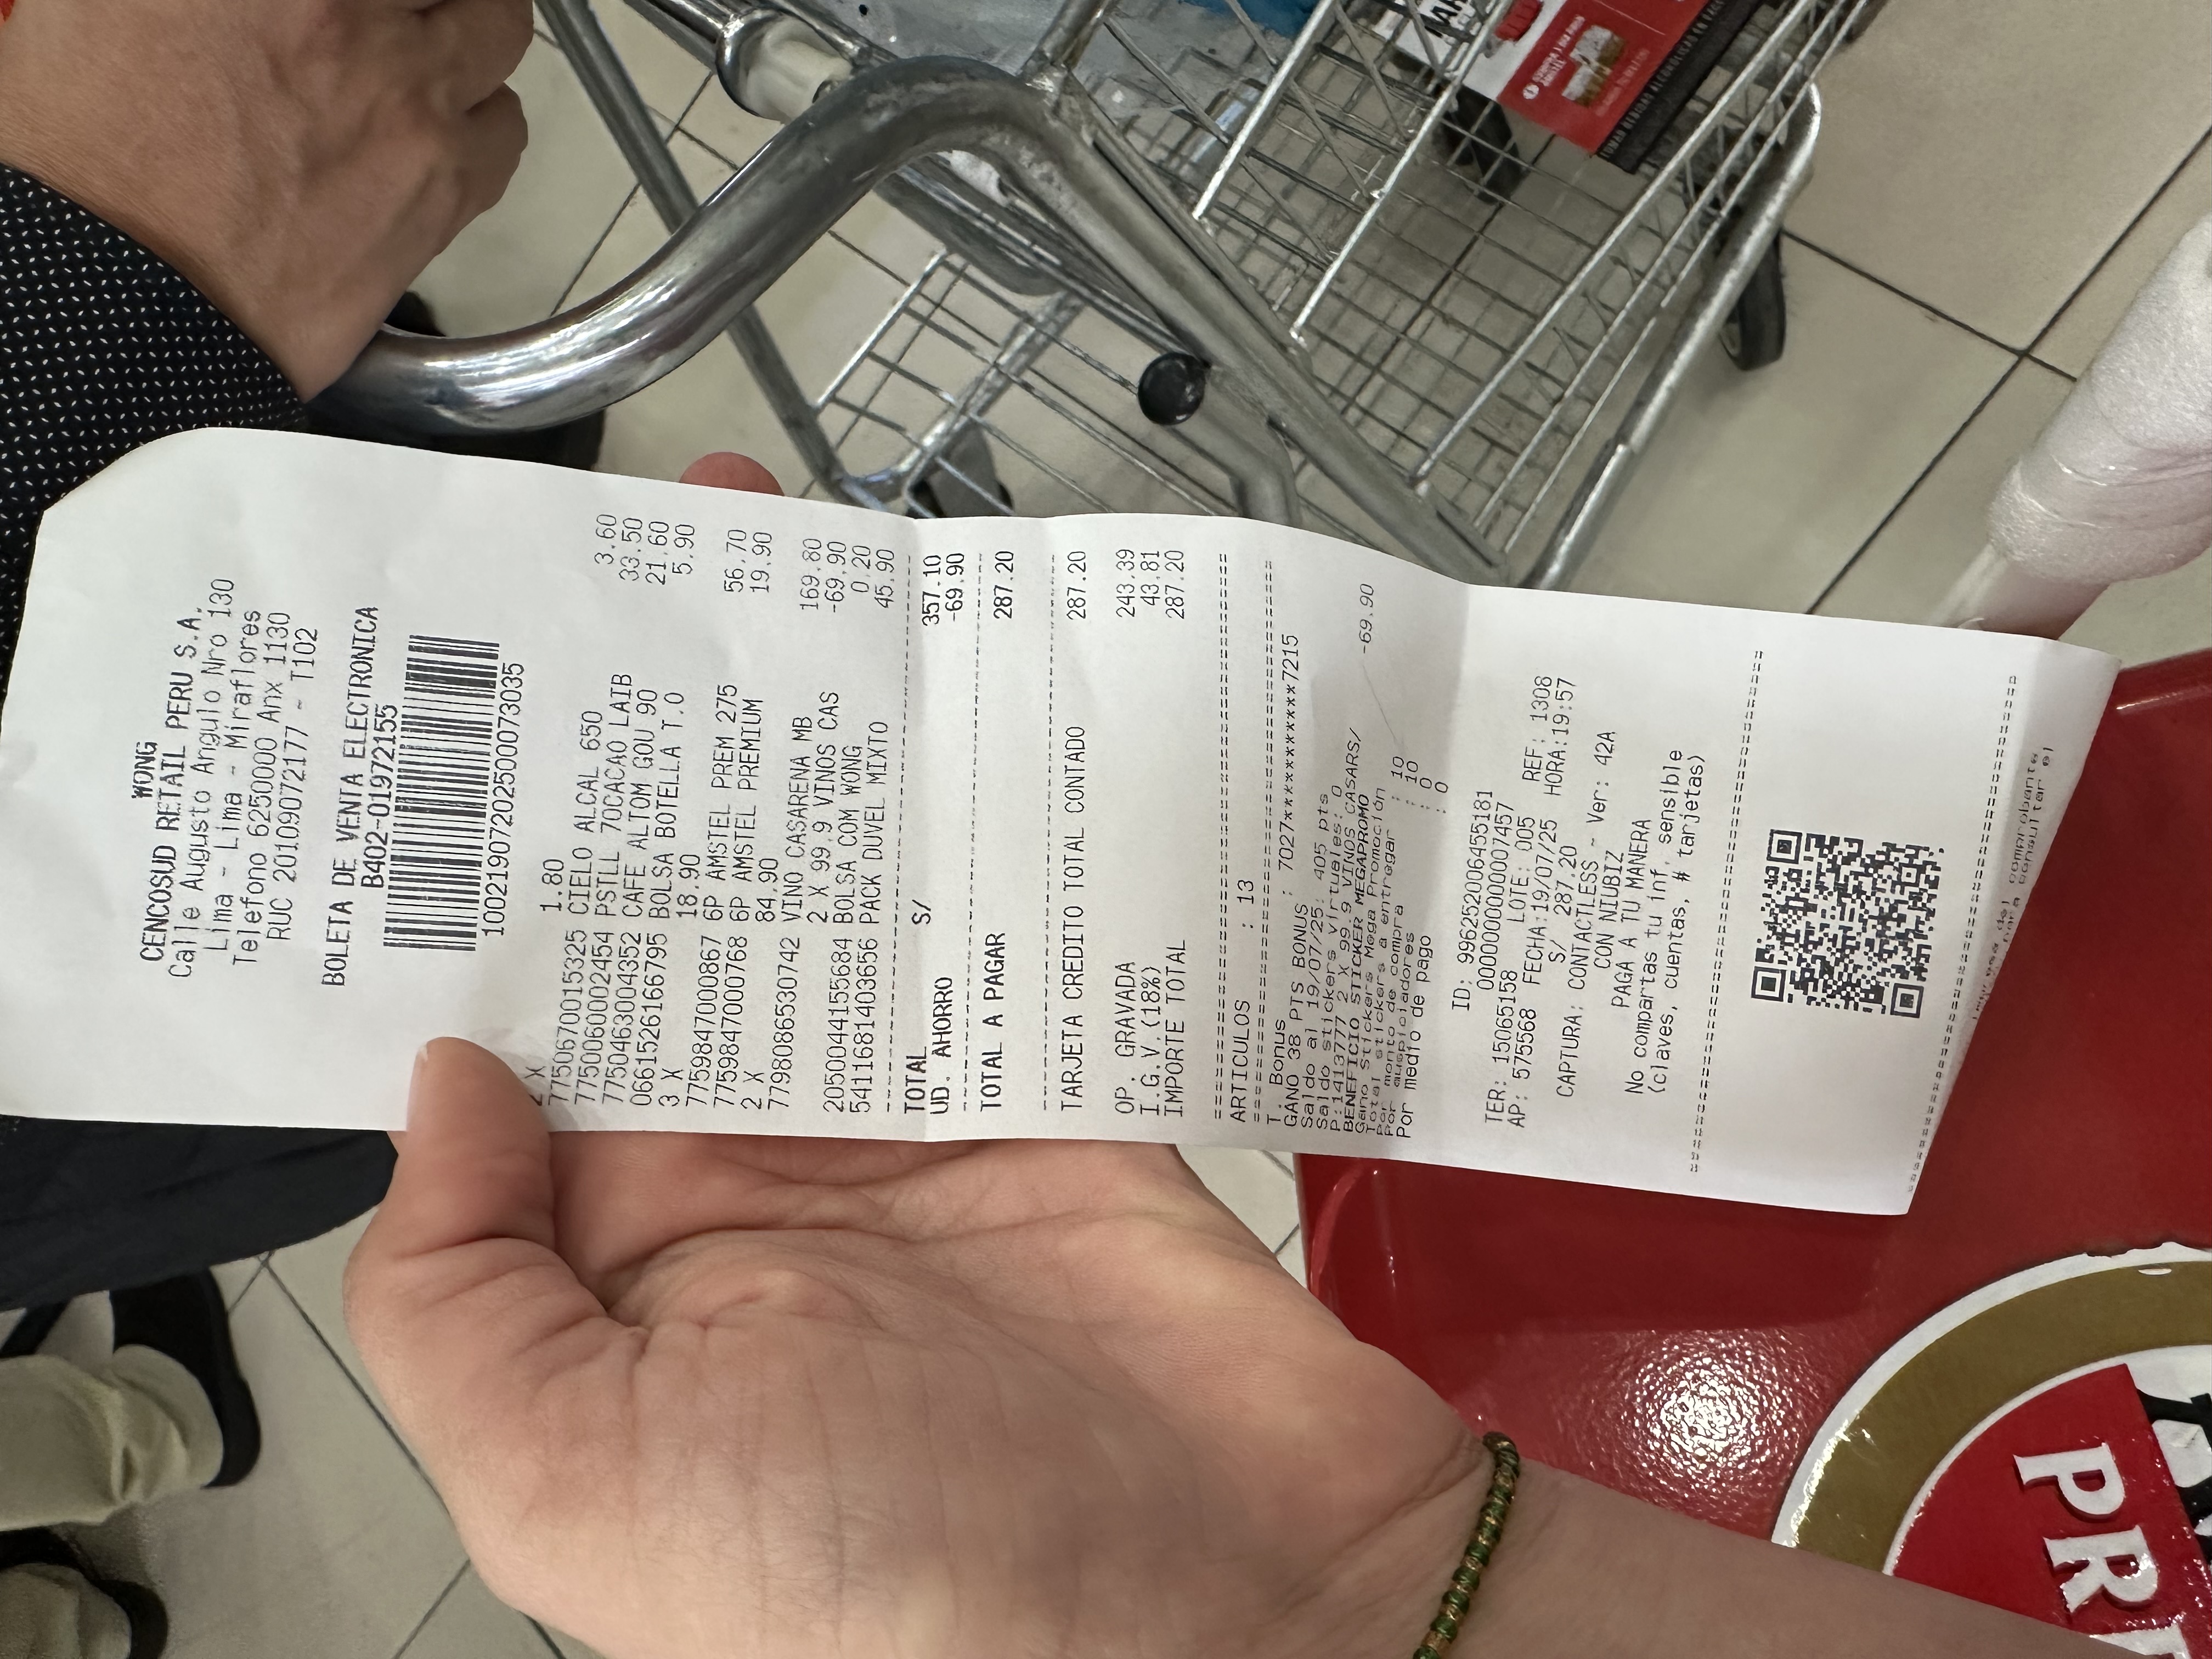 WONG
CENCOSUD RETAIL PERU S.A.
Calle Augusto Angulo Nro 130
Lima - Lima - Miraflores
Telefono 6250000 Anx 1130
RUC 20109072177 - T102
BOLETA DE VENTA ELECTRONICA
B402-01972155
10021907202500073035
2 X 1.80
7750670015325 CIELO ALCAL 650 3.60
7750060002454 PSTLL 70CACAO LAIB 33.50
7750463004352 CAFE ALTOM GOU 90 21.60
0661526166795 BOLSA BOTELLA T.O 5.90
3 X 18.90
7759847000867 6P AMSTEL PREM 275 56.70
7759847000768 6P AMSTEL PREMIUM 19.90
2 X 84.90
7798086530742 VINO CASARENA MB 169.80
2 X 99.9 VINOS CAS -69.90
2050044155684 BOLSA COM WONG 0.20
5411681403656 PACK DUVEL MIXTO 45.90
TOTAL S/ 357.10
UD. AHORRO -69.90
TOTAL A PAGAR 287.20
TARJETA CREDITO TOTAL CONTADO 287.20
OP. GRAVADA 243.39
I.G.V.(18%) 43.81
IMPORTE TOTAL 287.20
ARTICULOS : 13
T. Bonus : 7027***********7215
GANO 38 PTS BONUS
Saldo al 19/07/25: 405 pts
Saldo stickers virtuales: 0
P:1413777 2 X 99.9 VINOS CASARS/ -69.90
BENEFICIO STICKER MEGAPROMO
Gano Stickers Mega Promoción
Total stickers a entregar : 10
Por monto de compra : 10
Por auspiciadores : 0
Por medio de pago : 0
ID: 996252006455181
0000000000007457
TER: 15065158 LOTE: 005 REF: 1308
AP: 575568 FECHA:19/07/25 HORA:19:57
S/ 287.20
CAPTURA: CONTACTLESS - Ver: 42A
CON NIUBIZ
PAGA A TU MANERA
No compartas tu inf. sensible
(claves, cuentas, # tarjetas)
del comprobante
para consultar el
PR